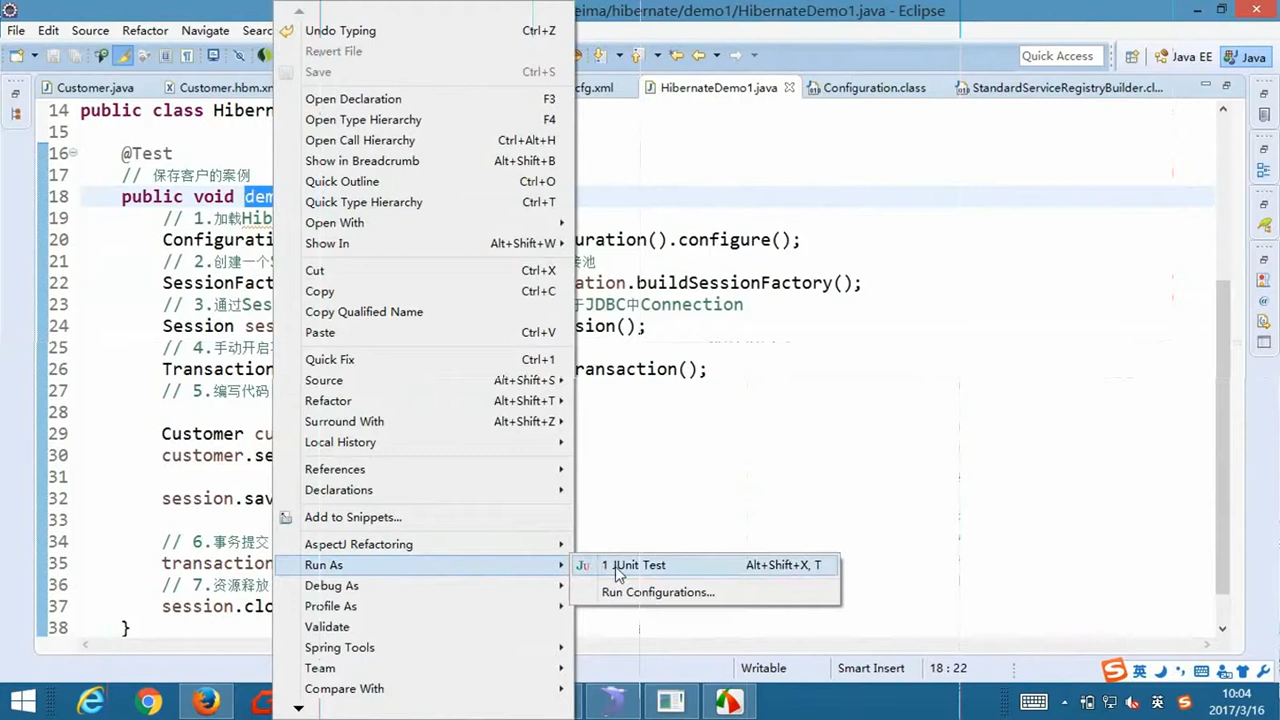 eima/hibernate/demo1/HibernateDemo1.java - Eclipse
File Edit Source Refactor Navigate Searc
Quick Access
Java EE
Java
Customer.java
Customer.hbm.xm
cfg.xml
HibernateDemo1.java
Configuration.class
StandardServiceRegistryBuilder.cl...
14 public class Hiber
15
16 @Test
17 // 保存客户的案例
18 public void dem
19 // 1.加载Hib
20 Configurati uration().configure();
21 // 2.创建一个S 接池
22 SessionFact ation.buildSessionFactory();
23 // 3.通过Ses 于JDBC中Connection
24 Session ses sion();
25 // 4.手动开启
26 Transaction ransaction();
27 // 5.编写代码
28
29 Customer cu
30 customer.se
31
32 session.sav
33
34 // 6.事务提交
35 transaction
36 // 7.资源释放
37 session.clo
38 }
Undo Typing Ctrl+Z
Revert File
Save Ctrl+S
Open Declaration F3
Open Type Hierarchy F4
Open Call Hierarchy Ctrl+Alt+H
Show in Breadcrumb Alt+Shift+B
Quick Outline Ctrl+O
Quick Type Hierarchy Ctrl+T
Open With
Show In Alt+Shift+W
Cut Ctrl+X
Copy Ctrl+C
Copy Qualified Name
Paste Ctrl+V
Quick Fix Ctrl+1
Source Alt+Shift+S
Refactor Alt+Shift+T
Surround With Alt+Shift+Z
Local History
References
Declarations
Add to Snippets...
AspectJ Refactoring
Run As
Debug As
Profile As
Validate
Spring Tools
Team
Compare With
1 JUnit Test Alt+Shift+X, T
Run Configurations...
Writable
Smart Insert
18 : 22
英
英
10:04
2017/3/16